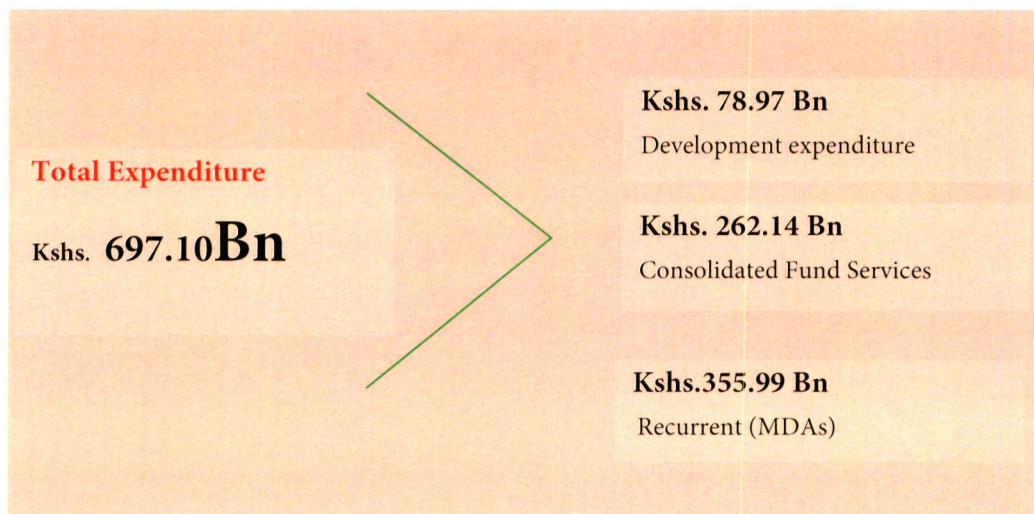 Total Expenditure
Kshs. 697.10Bn
Kshs. 78.97 Bn
Development expenditure
Kshs. 262.14 Bn
Consolidated Fund Services
Kshs.355.99 Bn
Recurrent (MDAs)